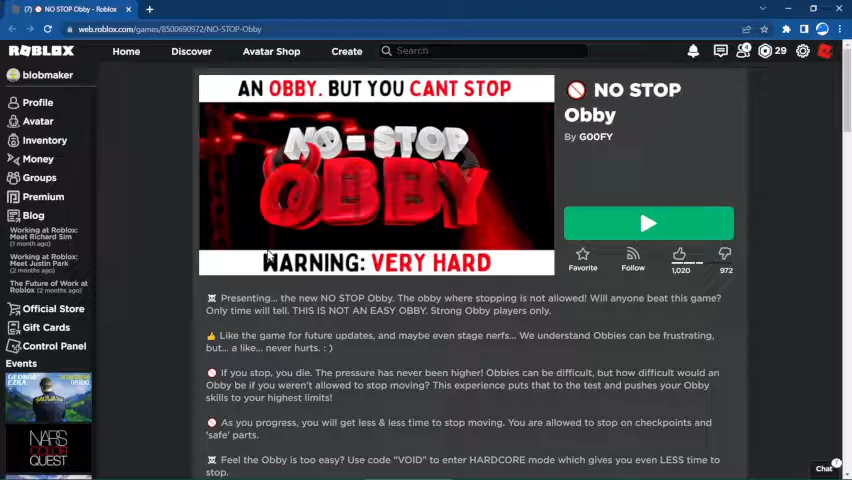 (7) 🚫 NO STOP Obby - Roblox
web.roblox.com/games/8500690972/NO-STOP-Obby
ROBLOX
Home
Discover
Avatar Shop
Create
Search
4
29
blobmaker
Profile
Avatar
Inventory
Money
Groups
Premium
Blog
Working at Roblox:
Meet Richard Sim
(1 month ago)
Working at Roblox:
Meet Justin Park
(2 months ago)
The Future of Work at
Roblox (2 months ago)
Official Store
Gift Cards
Control Panel
Events
NARS
COLOR
QUEST
AN OBBY. BUT YOU CANT STOP
NO-STOP
OBBY
WARNING: VERY HARD
🚫 NO STOP
Obby
By G00FY
Favorite
Follow
1,020
972
☠️ Presenting... the new NO STOP Obby. The obby where stopping is not allowed! Will anyone beat this game?
Only time will tell. THIS IS NOT AN EASY OBBY. Strong Obby players only.
👍 Like the game for future updates, and maybe even stage nerfs... We understand Obbies can be frustrating,
but... a like... never hurts. : )
🚫 If you stop, you die. The pressure has never been higher! Obbies can be difficult, but how difficult would an
Obby be if you weren't allowed to stop moving? This experience puts that to the test and pushes your Obby
skills to your highest limits!
🚫 As you progress, you will get less & less time to stop moving. You are allowed to stop on checkpoints and
'safe' parts.
☠️ Feel the Obby is too easy? Use code "VOID" to enter HARDCORE mode which gives you even LESS time to
stop.
Chat
7